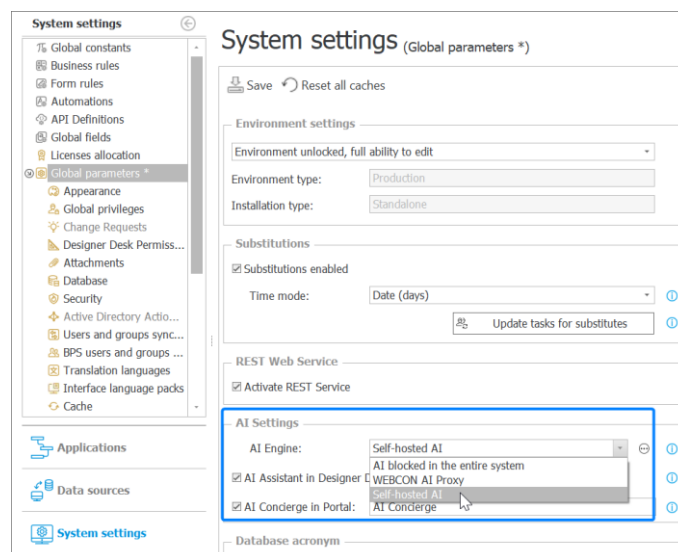 System settings
Global constants
Business rules
Form rules
Automations
API Definitions
Global fields
Licenses allocation
Global parameters *
Appearance
Global privileges
Change Requests
Designer Desk Permiss...
Attachments
Database
Security
Active Directory Actio...
Users and groups sync...
BPS users and groups ...
Translation languages
Interface language packs
Cache
Applications
Data sources
System settings
System settings (Global parameters *)
Save Reset all caches
Environment settings
Environment unlocked, full ability to edit
Environment type: Production
Installation type: Standalone
Substitutions
Substitutions enabled
Time mode: Date (days)
Update tasks for substitutes
REST Web Service
Activate REST Service
AI Settings
AI Engine: Self-hosted AI
AI blocked in the entire system
AI Assistant in Designer D WEBCON AI Proxy
Self-hosted AI
AI Concierge in Portal: AI Concierge
Database acronym